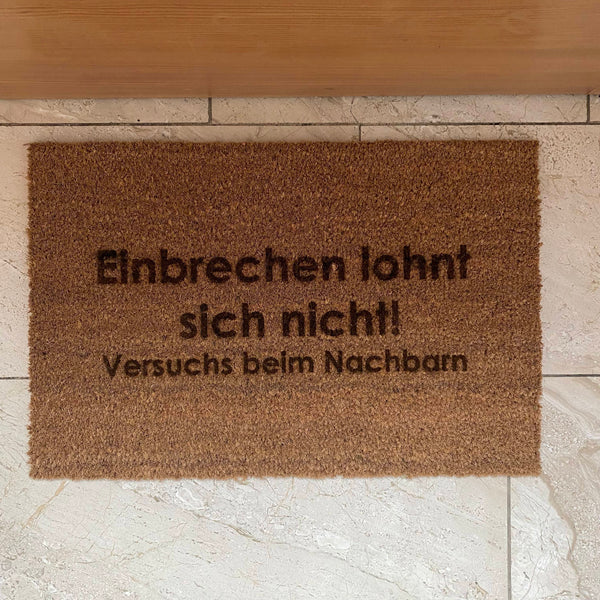 Einbrechen lohnt
sich nicht!
Versuchs beim Nachbarn